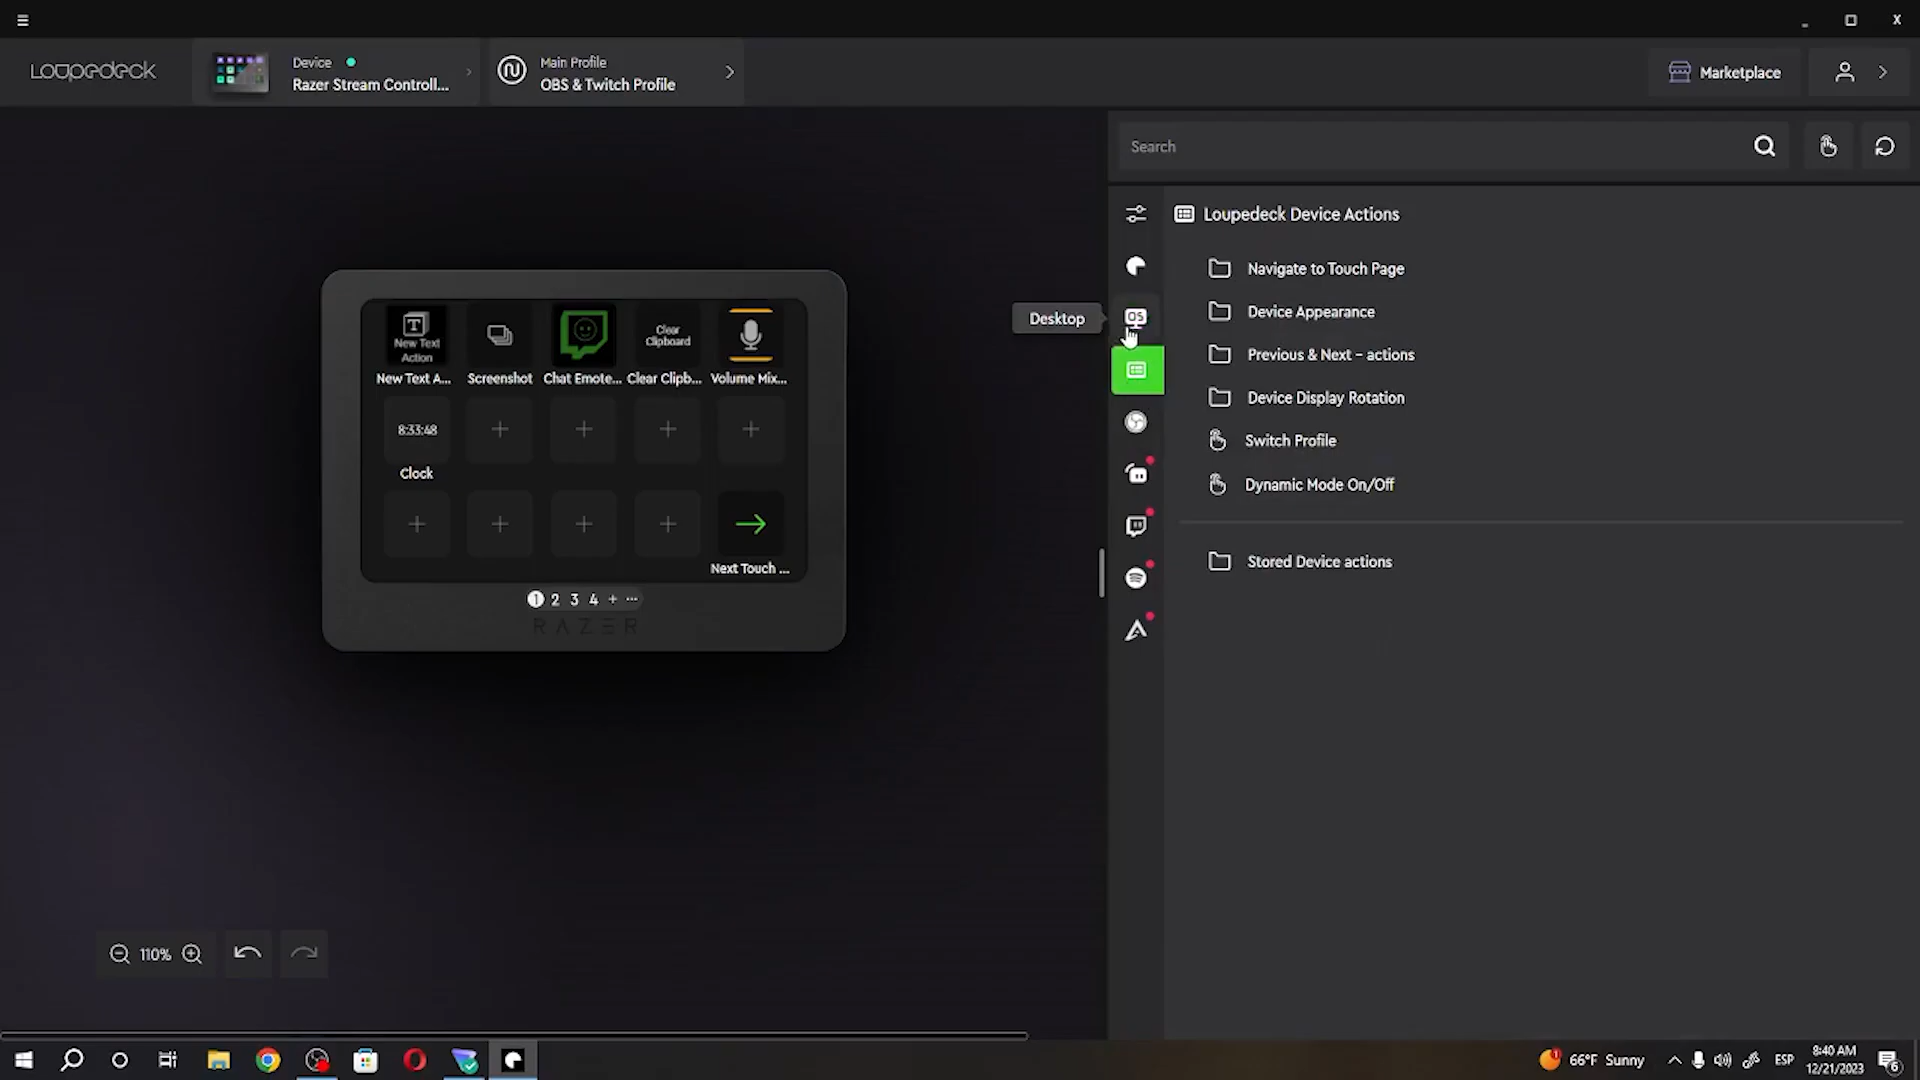 Loupedeck
Device
Razer Stream Controll...
Main Profile
OBS & Twitch Profile
Marketplace
Search
Loupedeck Device Actions
Navigate to Touch Page
Device Appearance
Desktop
OS
Previous & Next - actions
Device Display Rotation
Switch Profile
Dynamic Mode On/Off
Stored Device actions
T
New Text
Action
Clear
Clipboard
New Text A...
Screenshot
Chat Emote...
Clear Clipb...
Volume Mix...
8:33:48
Clock
Next Touch ...
1 2 3 4 + ...
RAZER
110%
66°F Sunny
ESP
8:40 AM
12/21/2023
6